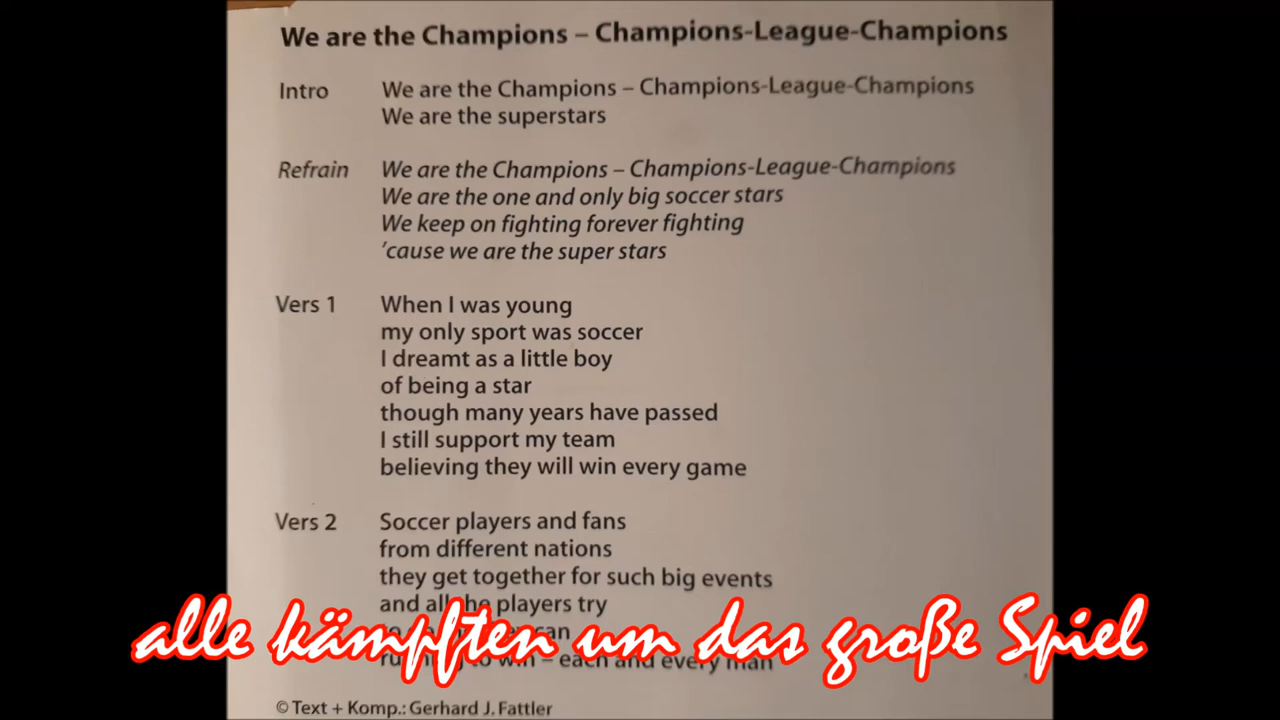 We are the Champions – Champions-League-Champions
Intro We are the Champions – Champions-League-Champions
We are the superstars
Refrain We are the Champions – Champions-League-Champions
We are the one and only big soccer stars
We keep on fighting forever fighting
’cause we are the super stars
Vers 1 When I was young
my only sport was soccer
I dreamt as a little boy
of being a star
though many years have passed
I still support my team
believing they will win every game
Vers 2 Soccer players and fans
from different nations
they get together for such big events
and all the players try
can
running to win – each and every man
alle kämpften um das große Spiel
© Text + Komp.: Gerhard J. Fattler